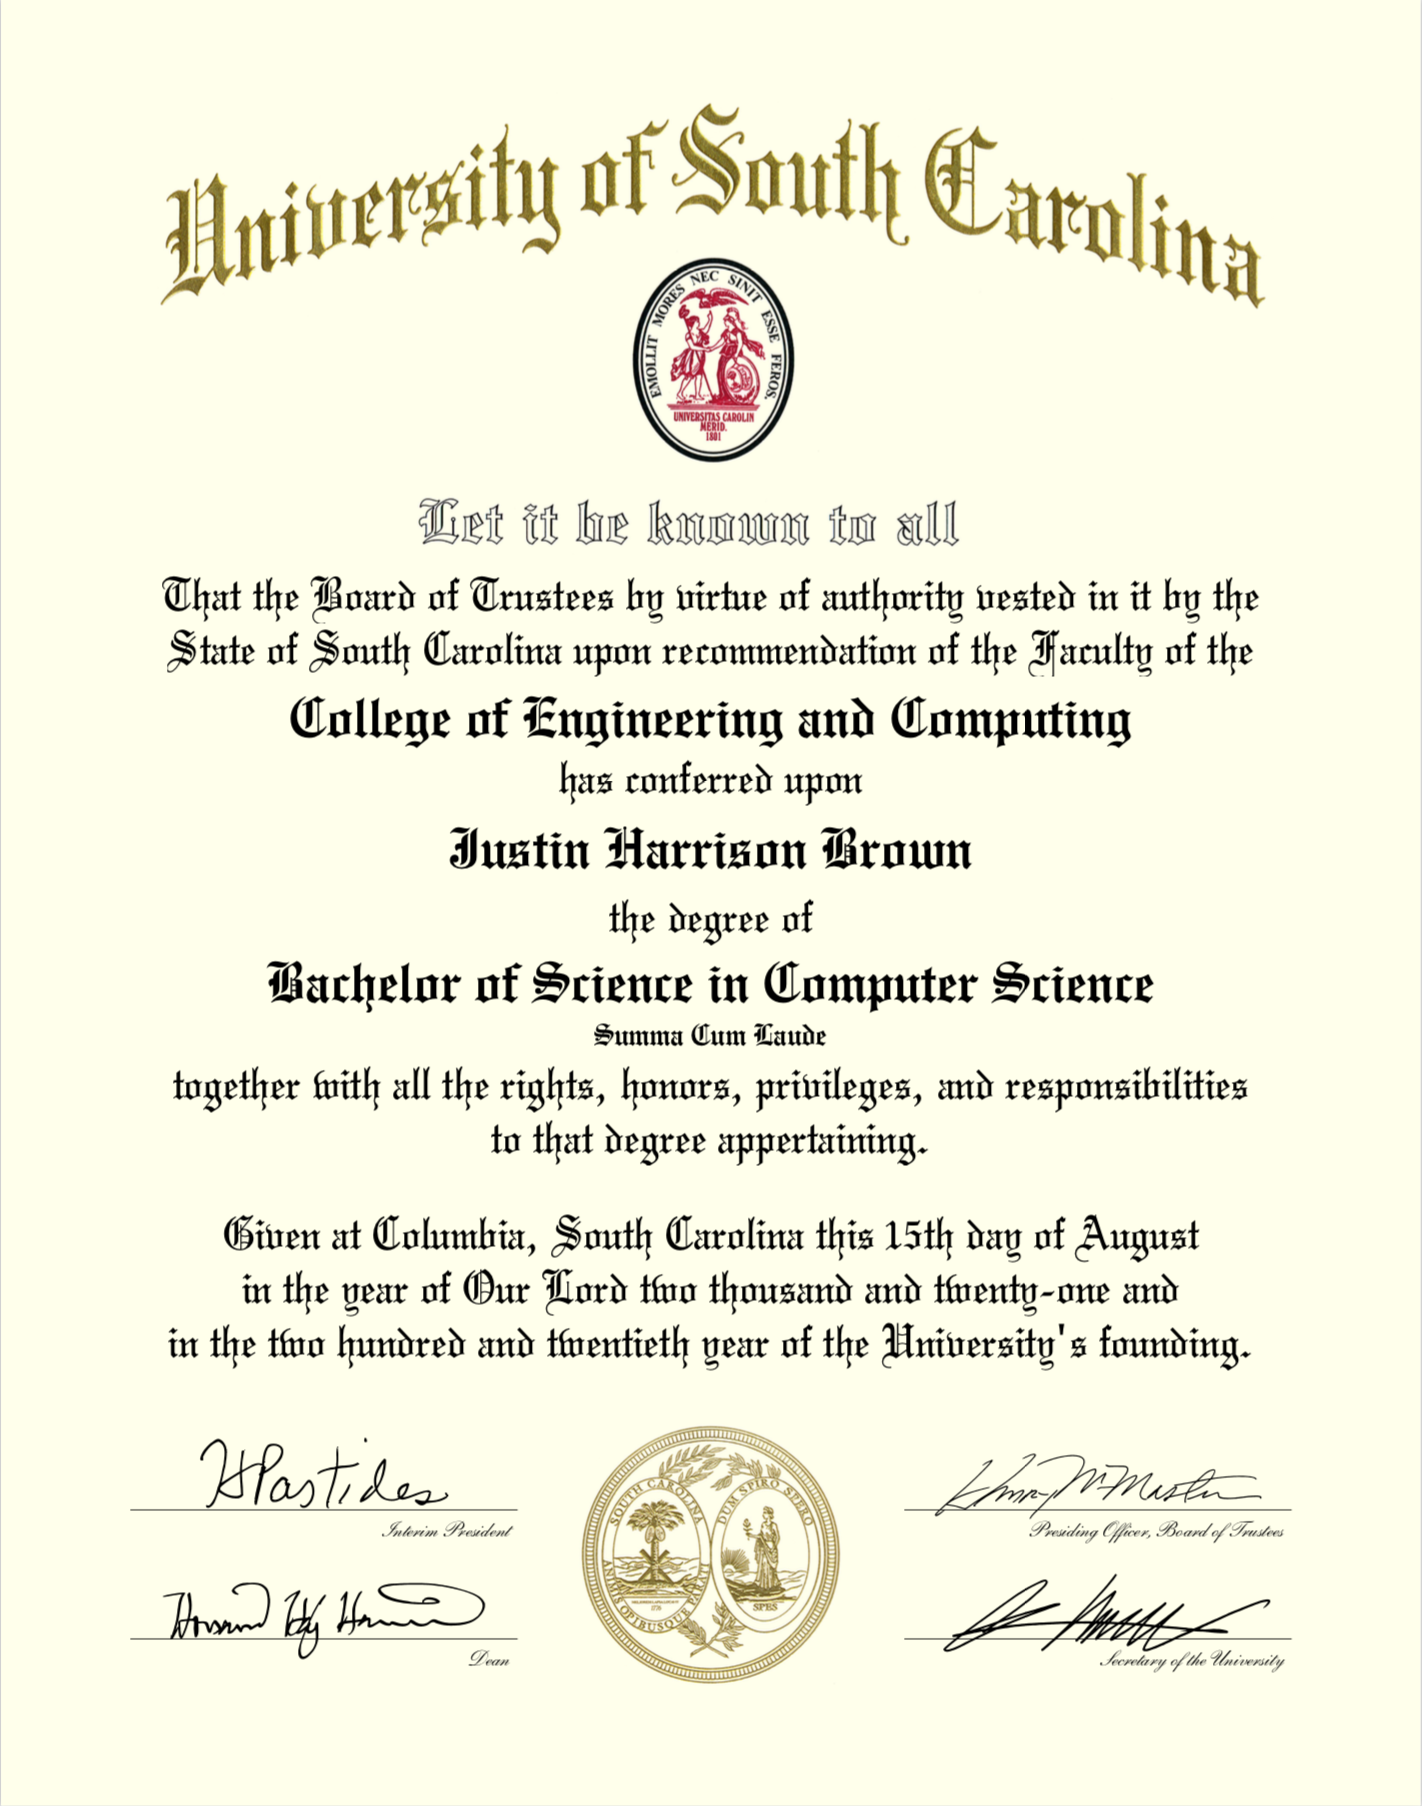 University of South Carolina
EMOLLIT MORES NEC SINIT ESSE FEROS.
UNIVERSITAS CAROLIN
MERID.
1801
Let it be known to all
That the Board of Trustees by virtue of authority vested in it by the
State of South Carolina upon recommendation of the Faculty of the
College of Engineering and Computing
has conferred upon
Justin Harrison Brown
the degree of
Bachelor of Science in Computer Science
Summa Cum Laude
together with all the rights, honors, privileges, and responsibilities
to that degree appertaining.
Given at Columbia, South Carolina this 15th day of August
in the year of Our Lord two thousand and twenty-one and
in the two hundred and twentieth year of the University's founding.
HPastides
Interim President
Henry McMaster
Presiding Officer, Board of Trustees
SOUTH CAROLINA
DUM SPIRO SPERO
ANIMIS OPIBUSQUE PARATI
1776
SPES
Dean
Secretary of the University